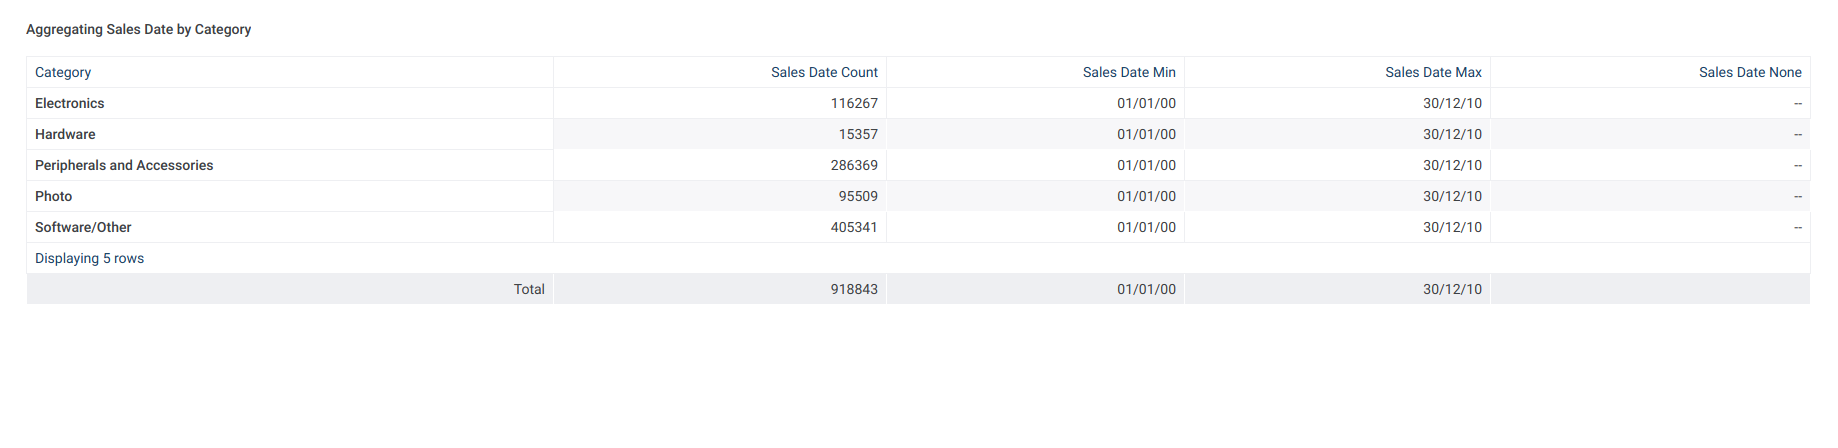 Aggregating Sales Date by Category
Category Sales Date Count Sales Date Min Sales Date Max Sales Date None
Electronics 116267 01/01/00 30/12/10 --
Hardware 15357 01/01/00 30/12/10 --
Peripherals and Accessories 286369 01/01/00 30/12/10 --
Photo 95509 01/01/00 30/12/10 --
Software/Other 405341 01/01/00 30/12/10 --
Displaying 5 rows
Total 918843 01/01/00 30/12/10